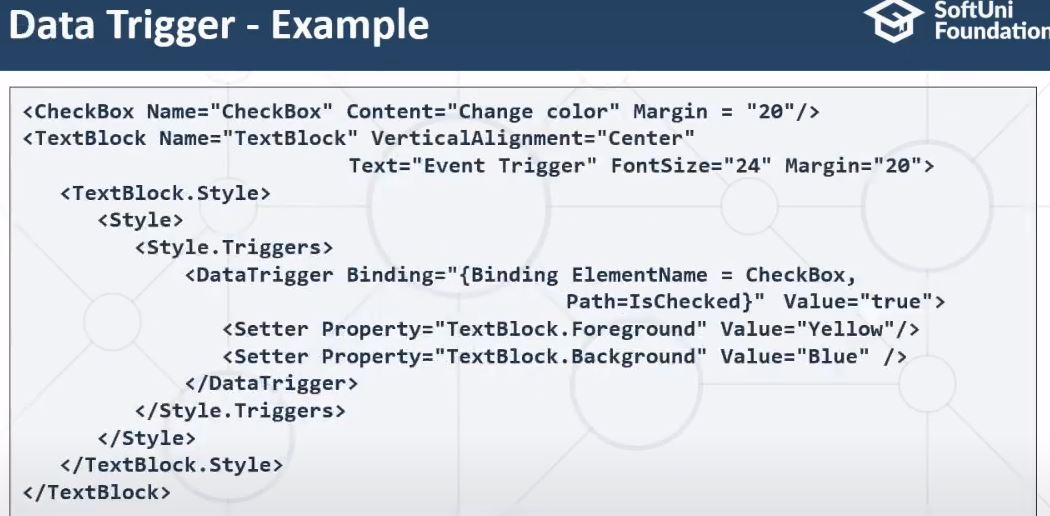 Data Trigger - Example
SoftUni
Foundation
<CheckBox Name="CheckBox" Content="Change color" Margin = "20"/>
<TextBlock Name="TextBlock" VerticalAlignment="Center"
Text="Event Trigger" FontSize="24" Margin="20">
<TextBlock.Style>
<Style>
<Style.Triggers>
<DataTrigger Binding="{Binding ElementName = CheckBox,
Path=IsChecked}" Value="true">
<Setter Property="TextBlock.Foreground" Value="Yellow"/>
<Setter Property="TextBlock.Background" Value="Blue" />
</DataTrigger>
</Style.Triggers>
</Style>
</TextBlock.Style>
</TextBlock>